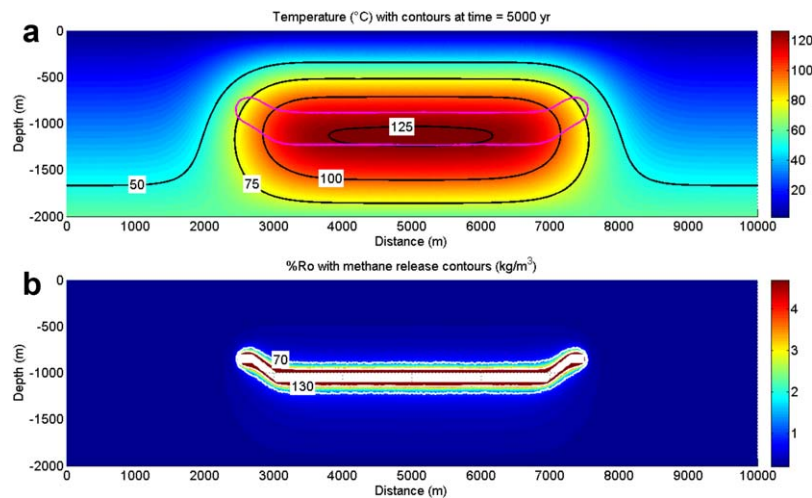 a
Temperature (°C) with contours at time = 5000 yr
Depth (m)
0
-500
-1000
-1500
-2000
50
75
100
125
0 1000 2000 3000 4000 5000 6000 7000 8000 9000 10000
Distance (m)
120
100
80
60
40
20
b
%Ro with methane release contours (kg/m³)
Depth (m)
0
-500
-1000
-1500
-2000
70
130
0 1000 2000 3000 4000 5000 6000 7000 8000 9000 10000
Distance (m)
4
3
2
1